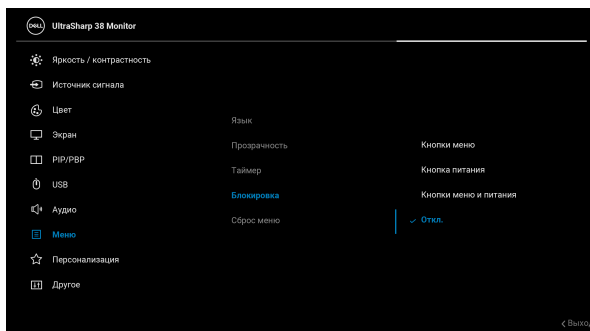 DELL
UltraSharp 38 Monitor
Яркость / контрастность
Источник сигнала
Цвет
Экран
PIP/PBP
USB
Аудио
Меню
Персонализация
Другое
Язык
Прозрачность
Таймер
Блокировка
Сброс меню
Кнопки меню
Кнопка питания
Кнопки меню и питания
Откл.
Выход